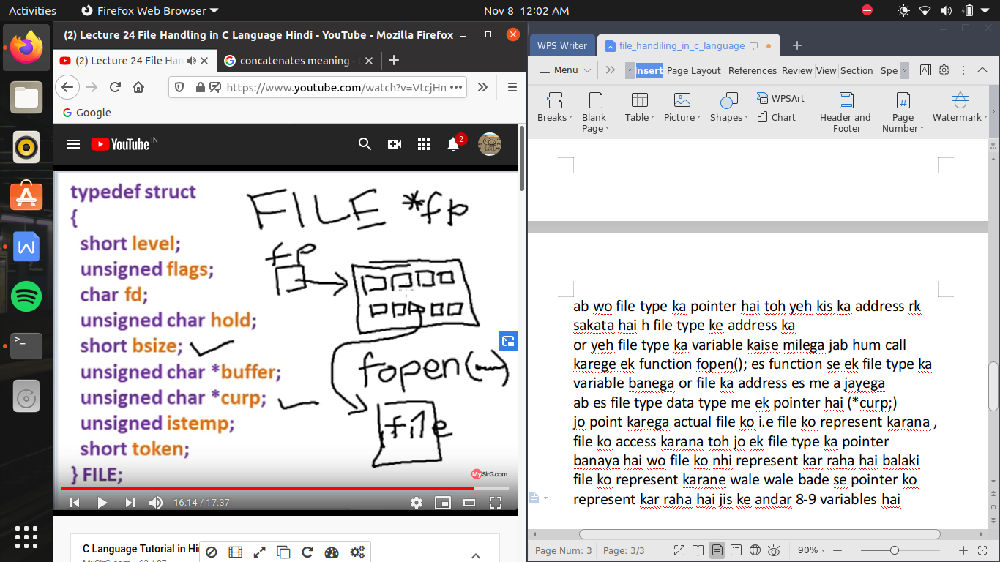 Activities
Firefox Web Browser
Nov 8 12:02 AM
(2) Lecture 24 File Handling in C Language Hindi - YouTube - Mozilla Firefox
(2) Lecture 24 File Han
concatenates meaning -
https://www.youtube.com/watch?v=VtcjHn
Google
YouTube IN
2
typedef struct
{
short level;
unsigned flags;
char fd;
unsigned char hold;
short bsize;
unsigned char *buffer;
unsigned char *curp;
unsigned istemp;
short token;
} FILE;
FILE *fp
fp
fopen( )
file
MySirG.com
16:14 / 17:37
C Language Tutorial in Hi
WPS Writer
file_handiling_in_c_language
Menu
Insert
Page Layout
References
Review
View
Section
Spe
Breaks
Blank Page
Table
Picture
Shapes
WPSArt
Chart
Header and Footer
Page Number
Watermark
ab wo file type ka pointer hai toh yeh kis ka address rk
sakata hai h file type ke address ka
or yeh file type ka variable kaise milega jab hum call
karege ek function fopen(); es function se ek file type ka
variable banega or file ka address es me a jayega
ab es file type data type me ek pointer hai (*curp;)
jo point karega actual file ko i.e file ko represent karana ,
file ko access karana toh jo ek file type ka pointer
banaya hai wo file ko nhi represent kar raha hai balaki
file ko represent karane wale wale bade se pointer ko
represent kar raha hai jis ke andar 8-9 variables hai
Page Num: 3
Page: 3/3
90%